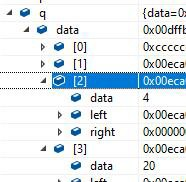 q {data=0x
data 0x00dffb
[0] 0xcccccc
[1] 0x00eca
[2] 0x00eca
data 4
left 0x00eca
right 0x00000
[3] 0x00eca
data 20